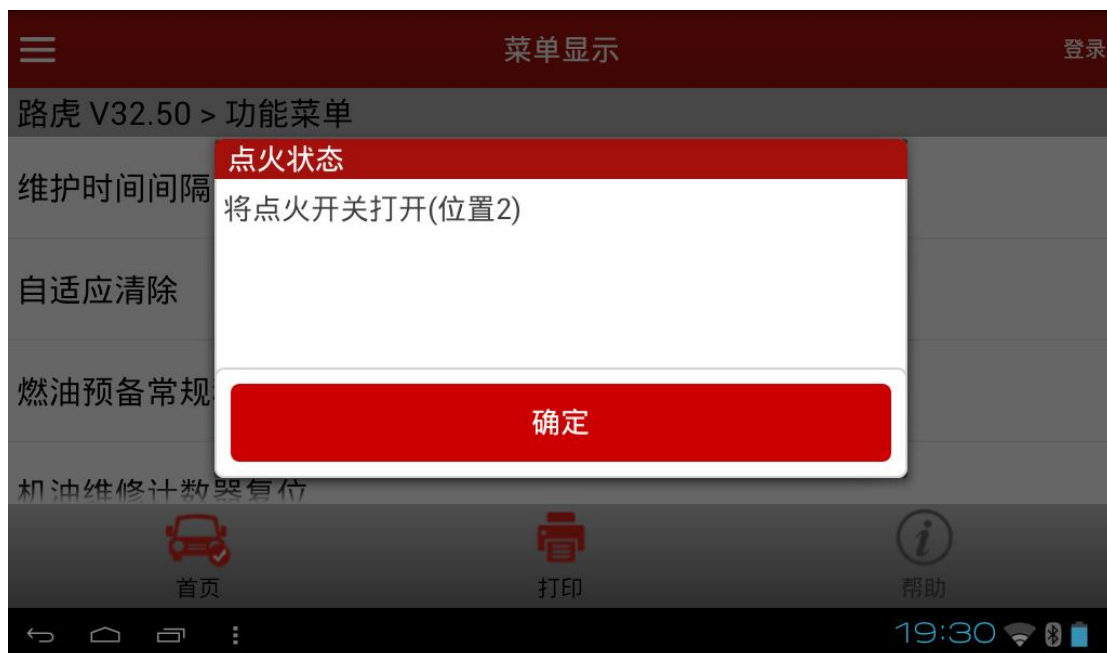 菜单显示
登录
路虎 V32.50 > 功能菜单
点火状态
维护时间间隔
将点火开关打开(位置2)
自适应清除
燃油预备常规
确定
机油维修计数器复位
首页
打印
帮助
19:30